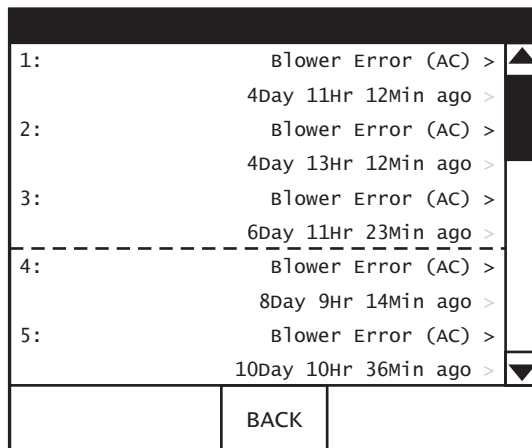 1: Blower Error (AC) >
4Day 11Hr 12Min ago >
2: Blower Error (AC) >
4Day 13Hr 12Min ago >
3: Blower Error (AC) >
6Day 11Hr 23Min ago >
4: Blower Error (AC) >
8Day 9Hr 14Min ago >
5: Blower Error (AC) >
10Day 10Hr 36Min ago >
BACK